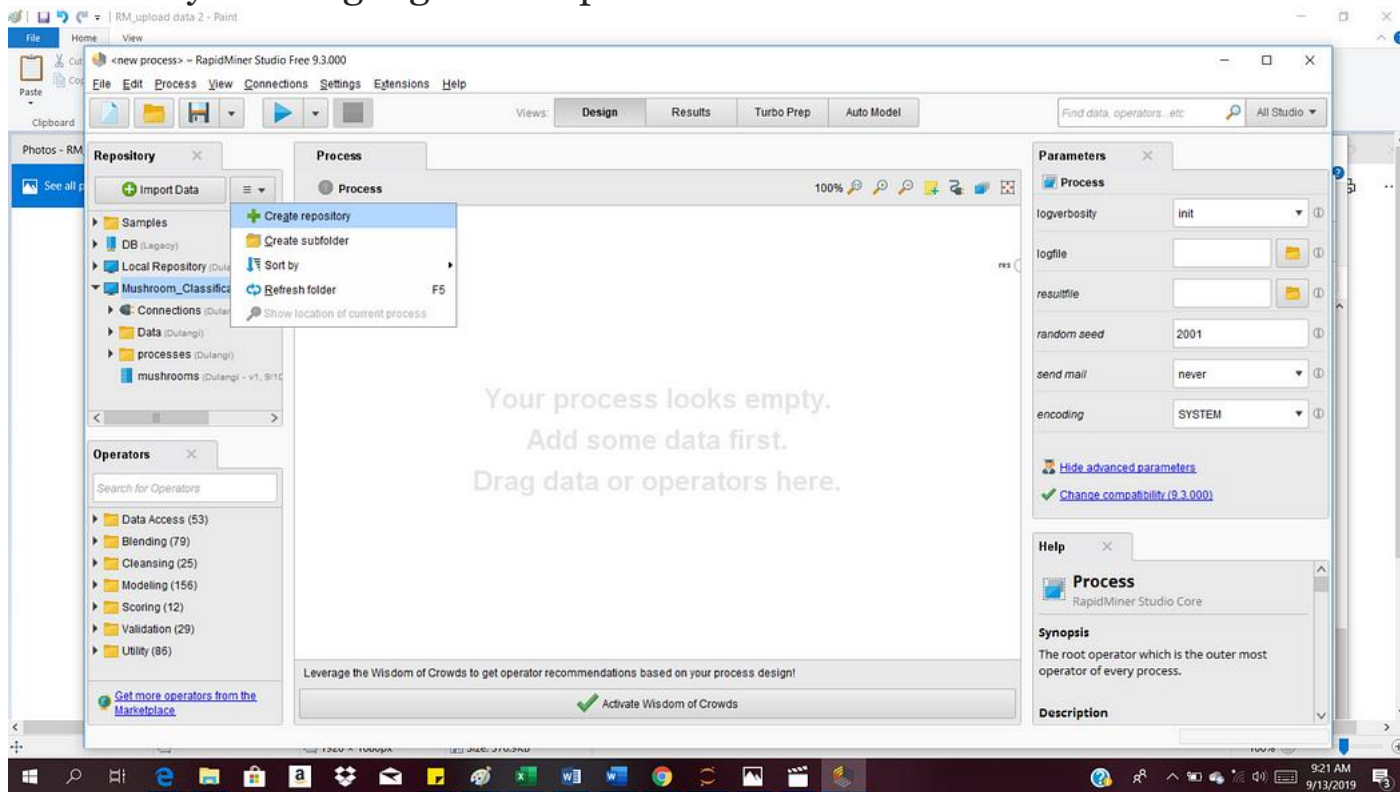 RM_upload data 2 - Paint
File Home View
Cut
Paste
Clipboard
Photos - RM
See all p
<new process> – RapidMiner Studio Free 9.3.000
File Edit Process View Connections Settings Extensions Help
Views: Design Results Turbo Prep Auto Model
Find data, operators...etc
All Studio
Repository
Import Data
Samples
DB (Legacy)
Local Repository
Mushroom_Classifica
Connections
Data (Dulangi)
processes (Dulangi)
mushrooms (Dulangi - v1, 9/10
Create repository
Create subfolder
Sort by
Refresh folder F5
Show location of current process
Operators
Search for Operators
Data Access (53)
Blending (79)
Cleansing (25)
Modeling (156)
Scoring (12)
Validation (29)
Utility (86)
Get more operators from the
Marketplace
Process
Process
100%
res
Your process looks empty.
Add some data first.
Drag data or operators here.
Leverage the Wisdom of Crowds to get operator recommendations based on your process design!
Activate Wisdom of Crowds
Parameters
Process
logverbosity init
logfile
resultfile
random seed 2001
send mail never
encoding SYSTEM
Hide advanced parameters
Change compatibility (9.3.000)
Help
Process
RapidMiner Studio Core
Synopsis
The root operator which is the outer most
operator of every process.
Description
9:21 AM
9/13/2019